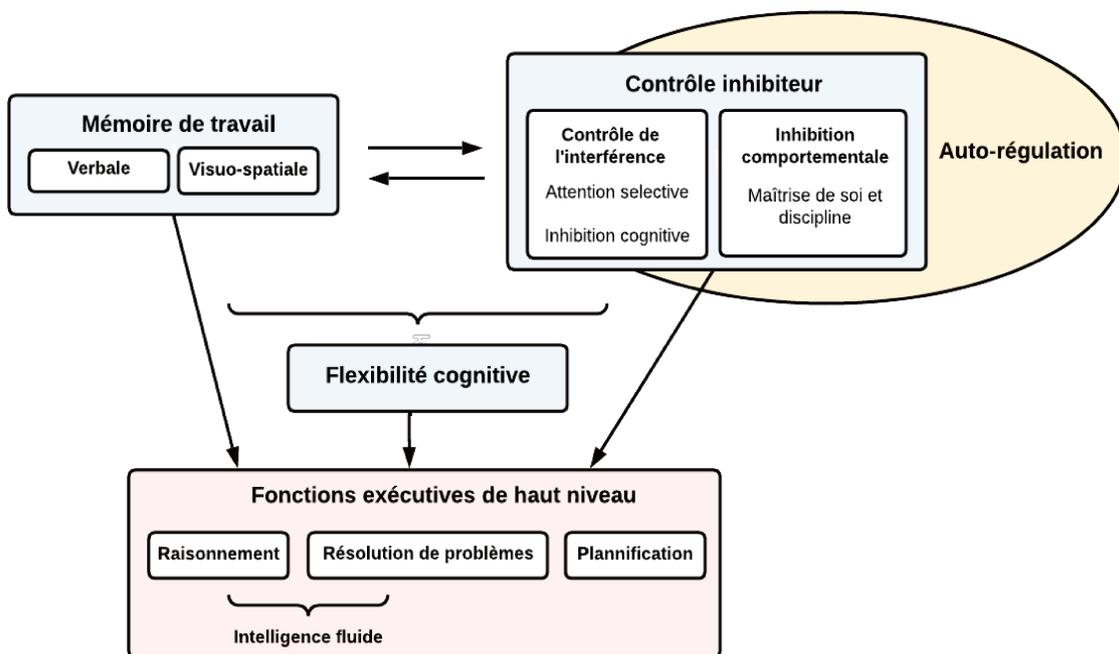 Contrôle inhibiteur
Mémoire de travail
Verbale
Visuo-spatiale
Contrôle de
l'interférence
Attention selective
Inhibition cognitive
Inhibition
comportementale
Maîtrise de soi et
discipline
Auto-régulation
Flexibilité cognitive
Fonctions exécutives de haut niveau
Raisonnement
Résolution de problèmes
Plannification
Intelligence fluide